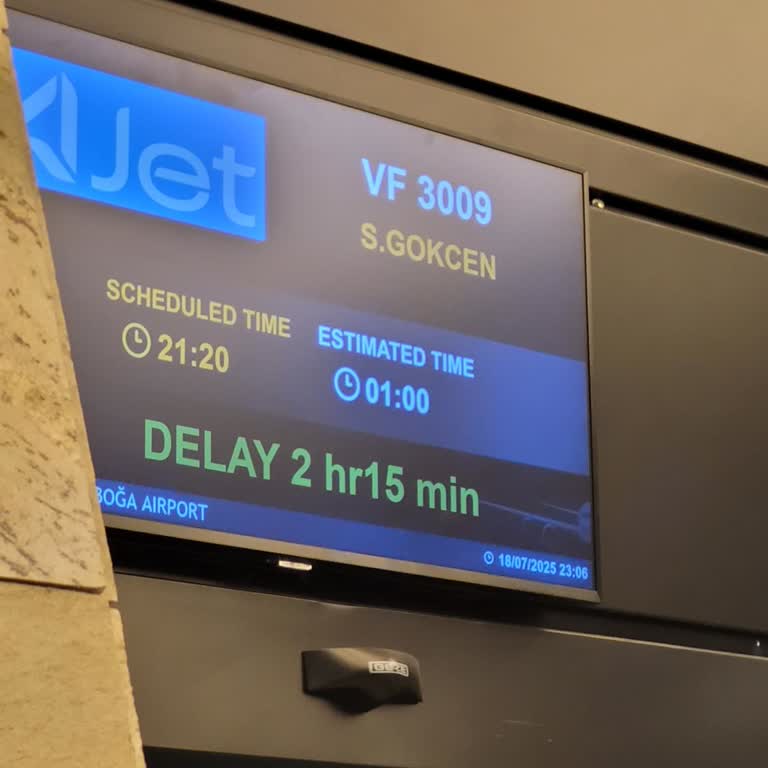 Jet
VF 3009
S.GOKCEN
SCHEDULED TIME
21:20
ESTIMATED TIME
01:00
DELAY 2 hr15 min
BOĞA AIRPORT
18/07/2025 23:06